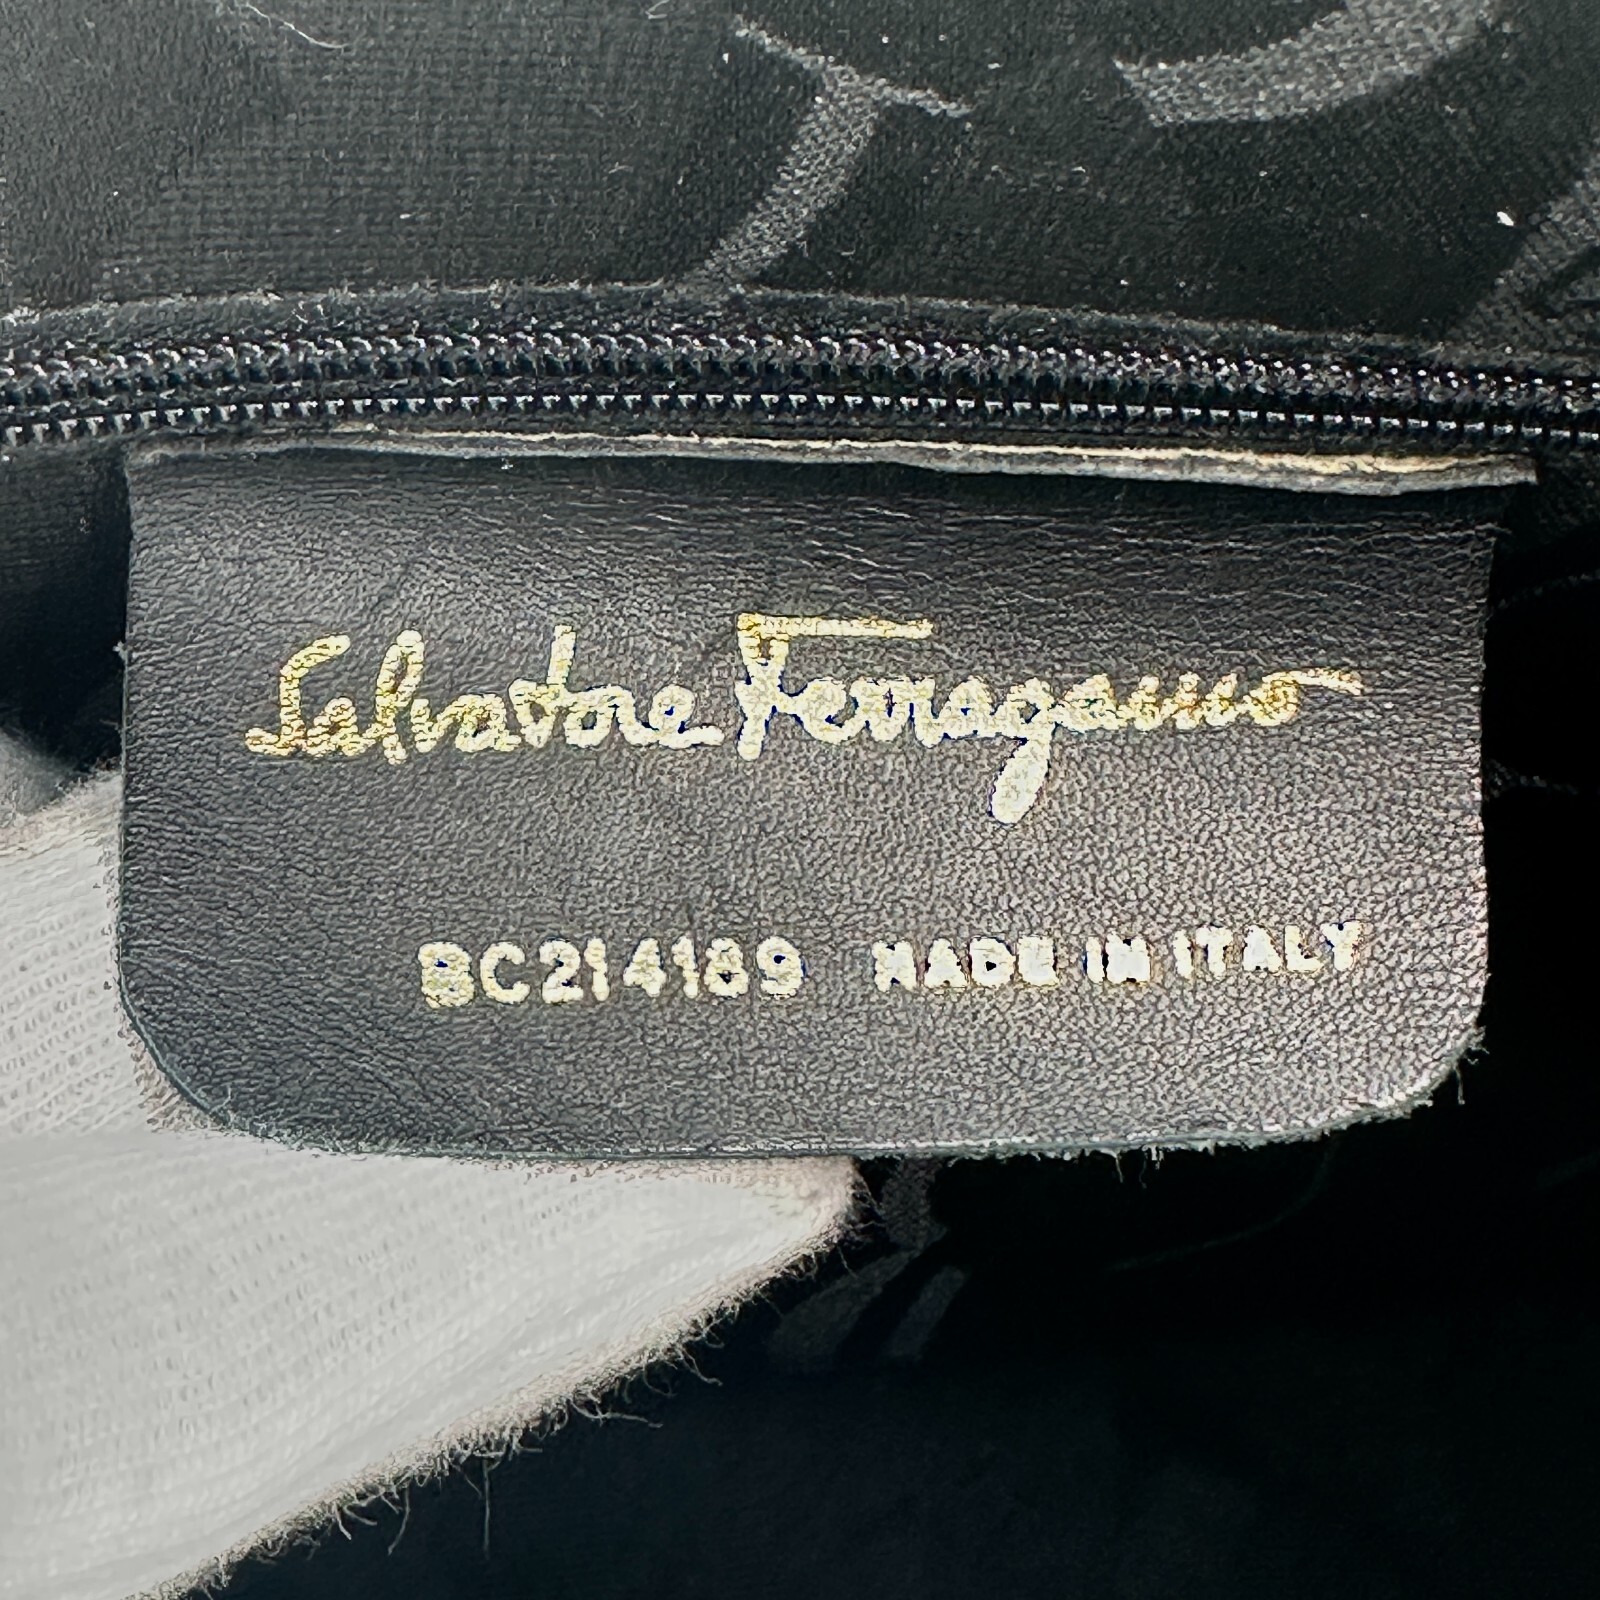 Salvatore Ferragamo
BC214189 MADE IN ITALY